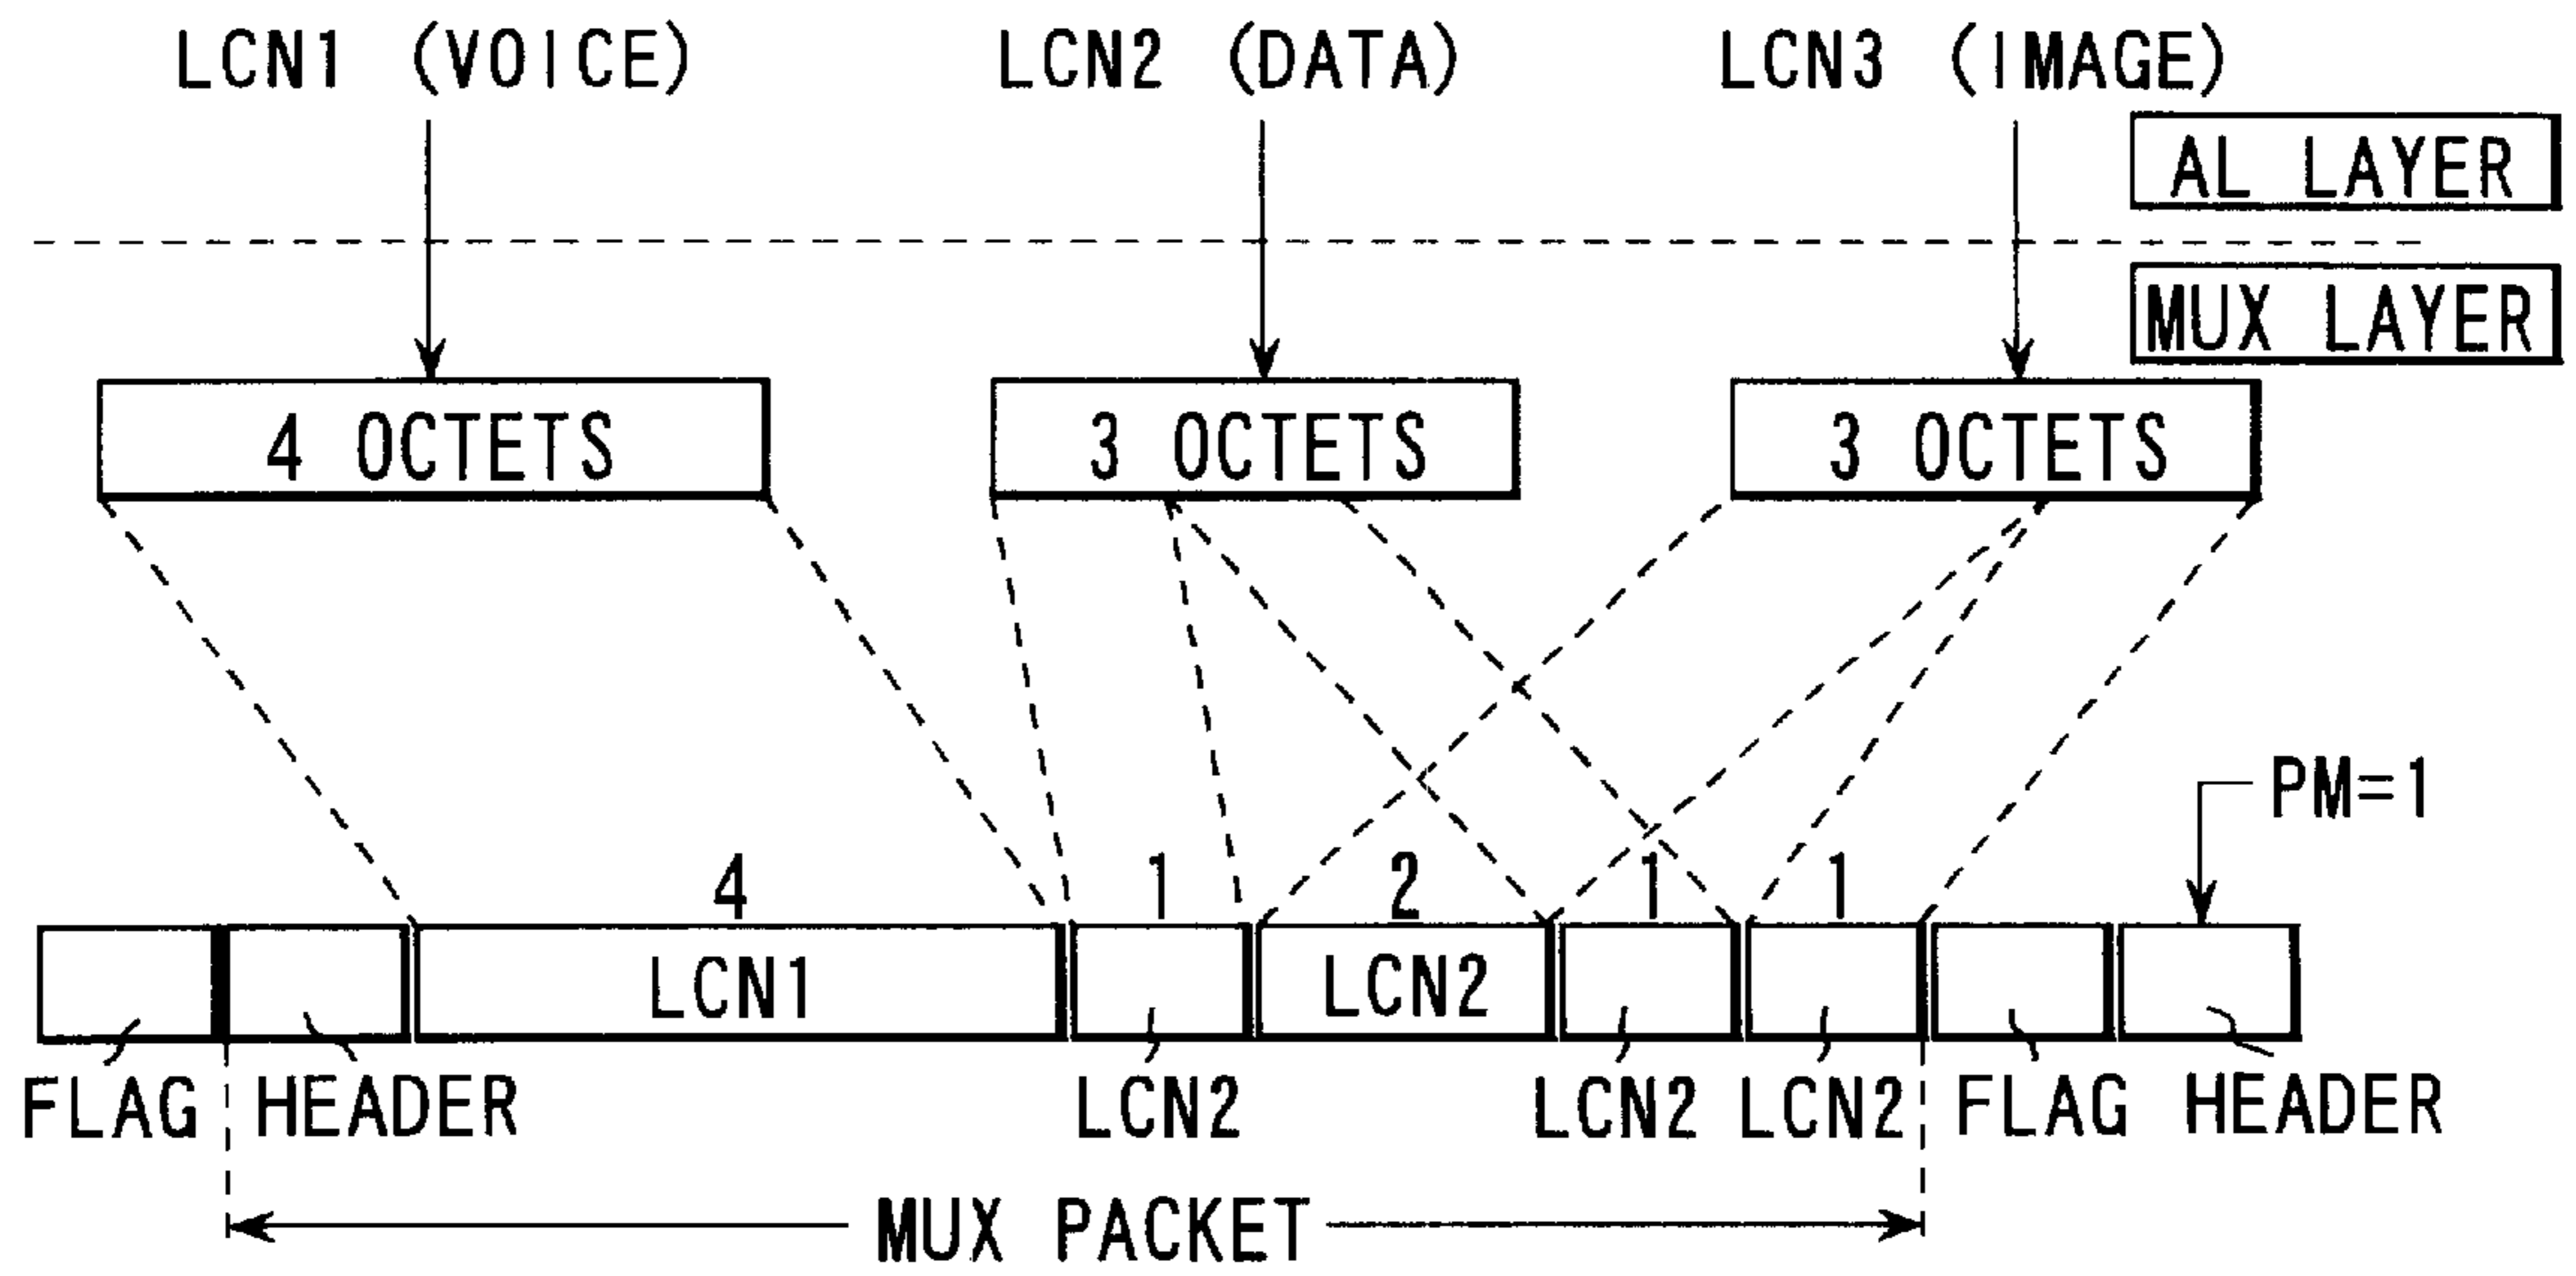 LCN1 (VOICE) LCN2 (DATA) LCN3 (IMAGE)
AL LAYER
MUX LAYER
4 OCTETS 3 OCTETS 3 OCTETS
PM=1
4 1 2 1 1
LCN1 LCN2
FLAG HEADER LCN2 LCN2 LCN2 FLAG HEADER
MUX PACKET